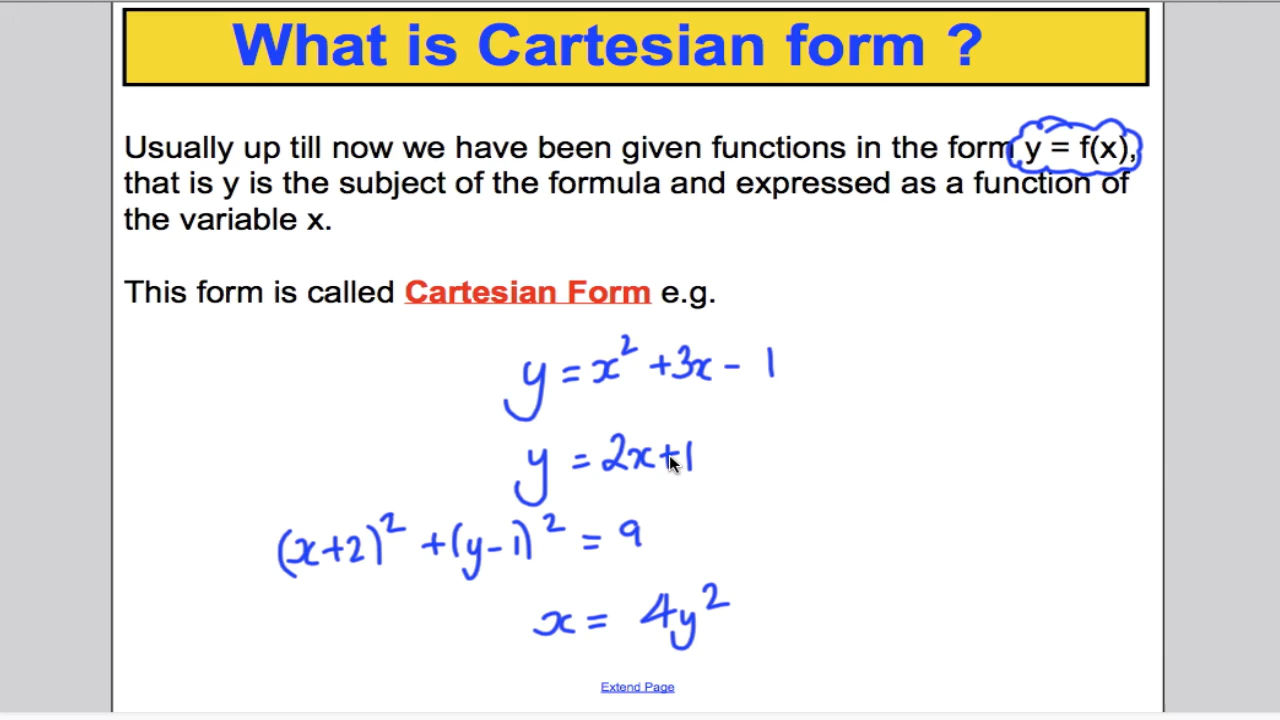 What is Cartesian form ?
Usually up till now we have been given functions in the form y = f(x),
that is y is the subject of the formula and expressed as a function of
the variable x.
This form is called Cartesian Form e.g.
y = x² + 3x - 1
y = 2x+1
(x+2)² + (y-1)² = 9
x = 4y²
Extend Page